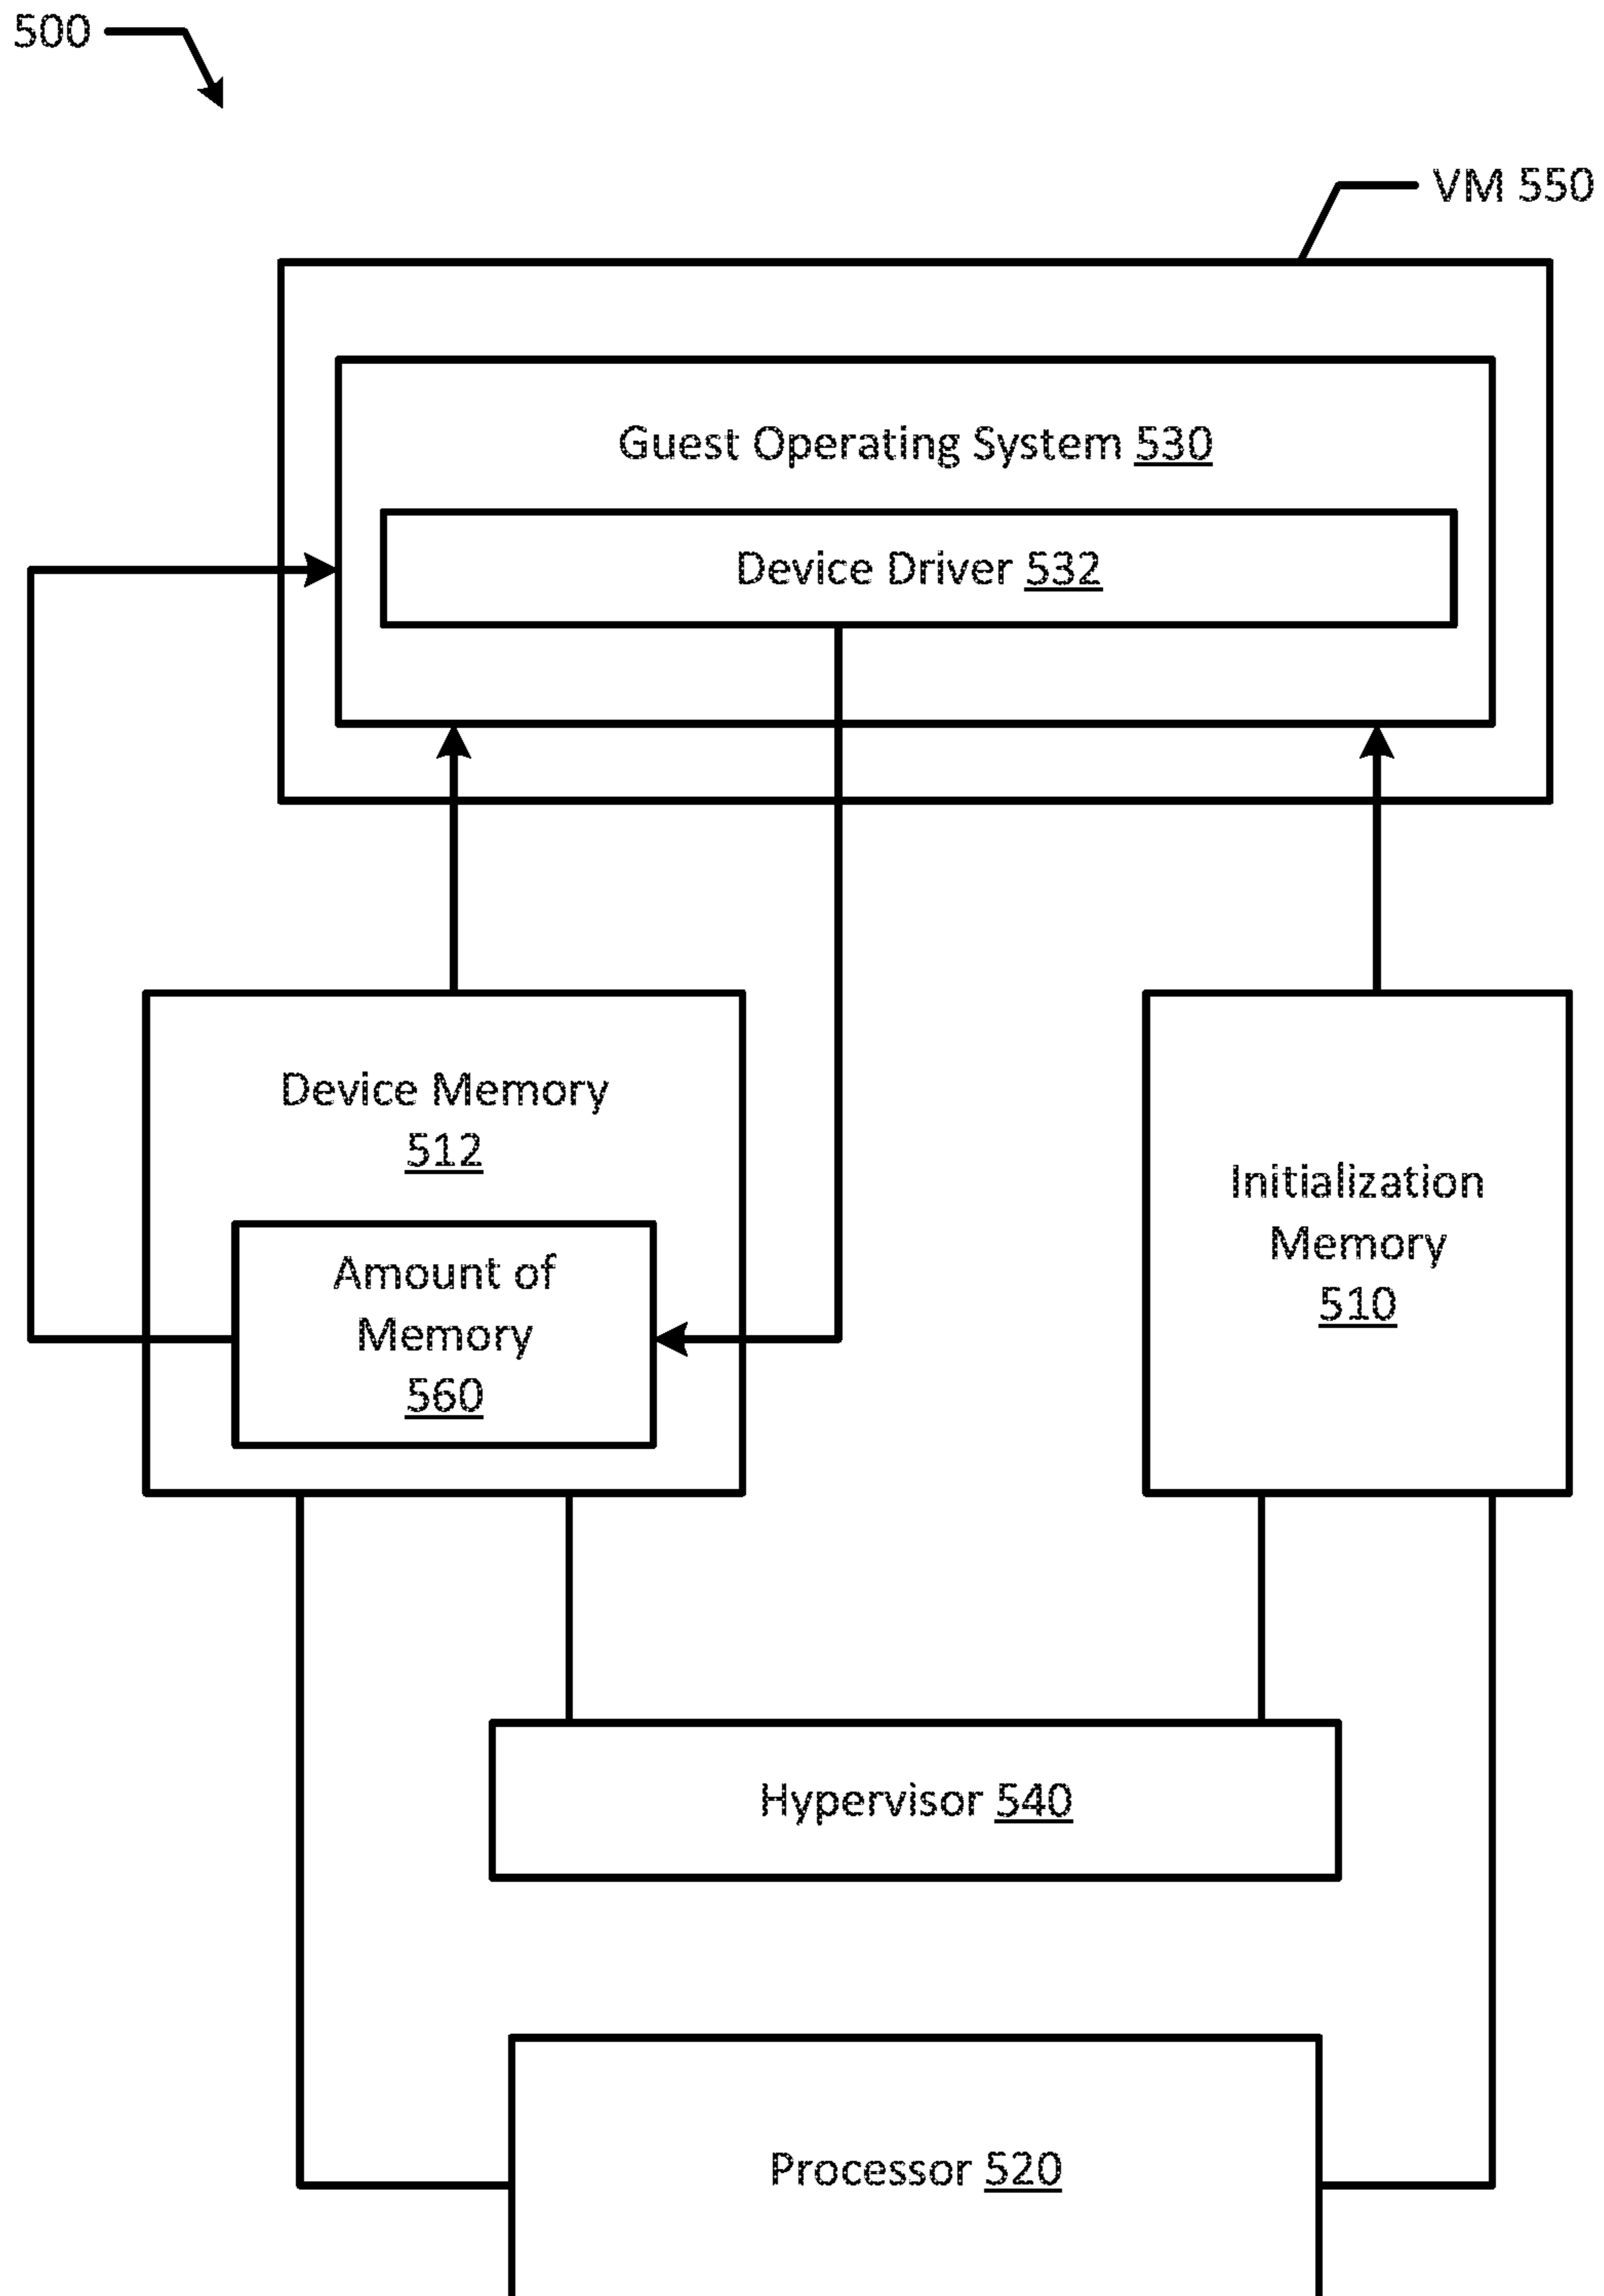 500
VM 550
Guest Operating System 530
Device Driver 532
Device Memory
512
Amount of
Memory
560
Initialization
Memory
510
Hypervisor 540
Processor 520